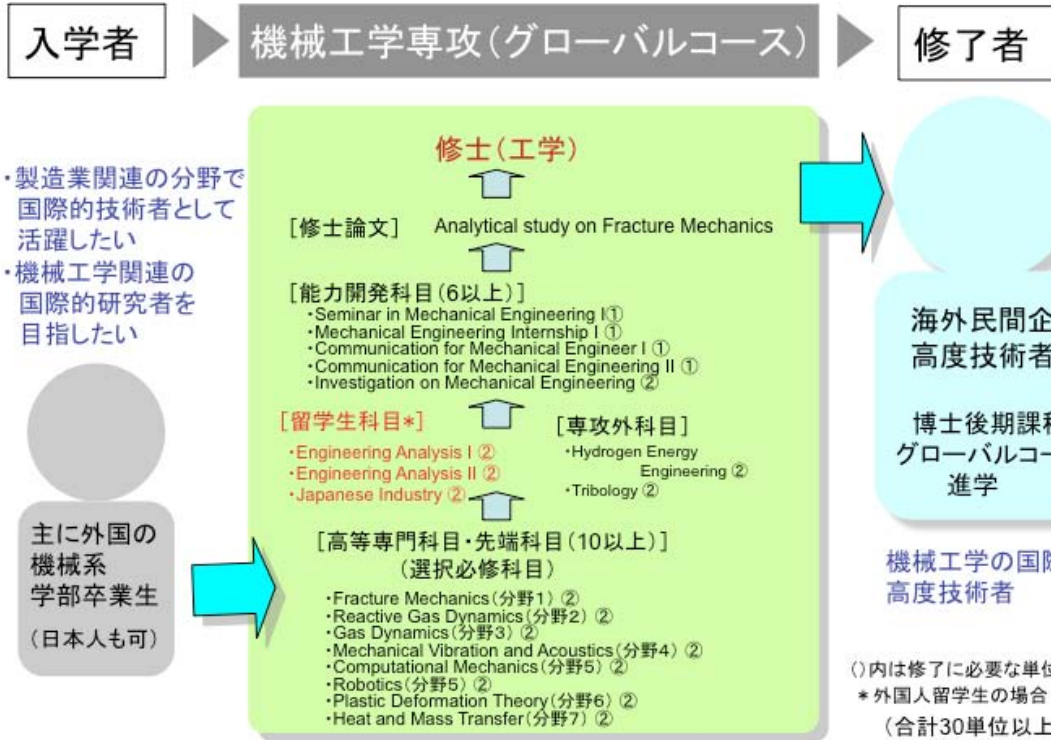 入学者
機械工学専攻(グローバルコース)
修了者
・製造業関連の分野で
国際的技術者として
活躍したい
・機械工学関連の
国際的研究者を
目指したい
主に外国の
機械系
学部卒業生
(日本人も可)
修士(工学)
[修士論文] Analytical study on Fracture Mechanics
[能力開発科目(6以上)]
・Seminar in Mechanical Engineering I①
・Mechanical Engineering Internship I ①
・Communication for Mechanical Engineer I ①
・Communication for Mechanical Engineering II ①
・Investigation on Mechanical Engineering ②
[留学生科目*]
・Engineering Analysis I ②
・Engineering Analysis II ②
・Japanese Industry ②
[専攻外科目]
・Hydrogen Energy
Engineering ②
・Tribology ②
[高等専門科目・先端科目(10以上)]
(選択必修科目)
・Fracture Mechanics(分野1) ②
・Reactive Gas Dynamics(分野2) ②
・Gas Dynamics(分野3) ②
・Mechanical Vibration and Acoustics(分野4) ②
・Computational Mechanics(分野5) ②
・Robotics(分野5) ②
・Plastic Deformation Theory(分野6) ②
・Heat and Mass Transfer(分野7) ②
海外民間企
高度技術者
博士後期課程
グローバルコー
進学
機械工学の国際
高度技術者
()内は修了に必要な単位
*外国人留学生の場合
(合計30単位以上